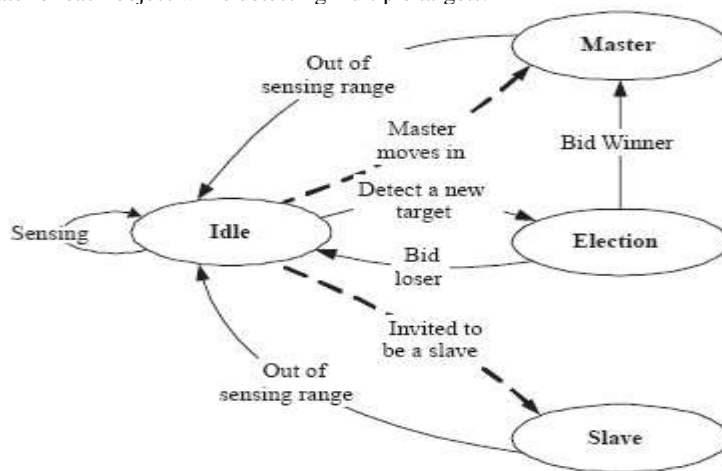 Master
Out of
sensing range
Master
moves in
Bid Winner
Detect a new
target
Sensing
Idle
Election
Bid
loser
Invited to
be a slave
Out of
sensing range
Slave